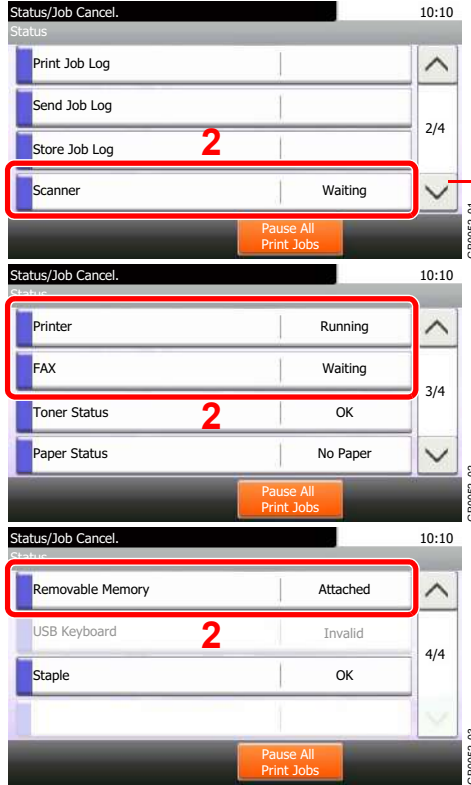 Status/Job Cancel. 10:10
Status
Print Job Log
Send Job Log
2/4
Store Job Log
2
Scanner Waiting
Pause All
Print Jobs
Status/Job Cancel. 10:10
Status
Printer Running
FAX Waiting
3/4
Toner Status OK
2
Paper Status No Paper
Pause All
Print Jobs
Status/Job Cancel. 10:10
Status
Removable Memory Attached
USB Keyboard Invalid
2
4/4
Staple OK
Pause All
Print Jobs